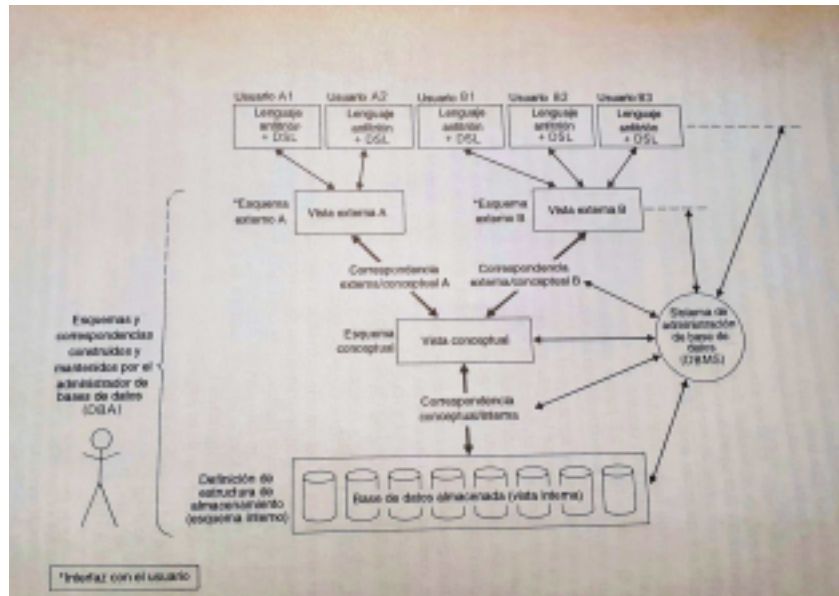 Usuario A1
Usuario A2
Usuario B1
Usuario B2
Usuario B3
Lenguaje
anfitrión
+ DSL
Lenguaje
anfitrión
+ DSL
Lenguaje
anfitrión
+ DSL
Lenguaje
anfitrión
+ DSL
Lenguaje
anfitrión
+ DSL
*Esquema
externo A
Vista externa A
*Esquema
externo B
Vista externa B
Correspondencia
externa/conceptual A
Correspondencia
externa/conceptual B
Esquemas y
correspondencias
construidos y
mantenidos por el
administrador de
bases de datos
(DBA)
Esquema
conceptual
Vista conceptual
Sistema de
administración
de base de
datos
(DBMS)
Correspondencia
conceptual/interna
Definición de
estructura de
almacenamiento
(esquema interno)
Base de datos almacenada (vista interna)
*Interfaz con el usuario